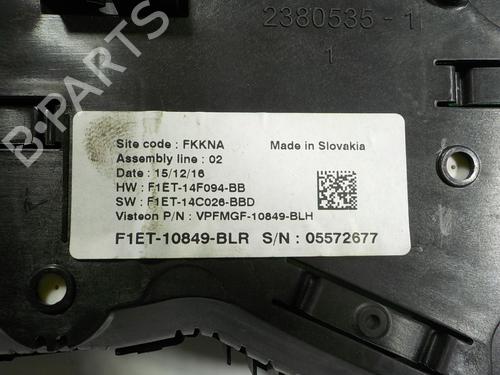 2380535-1
1
B-PARTS
Site code : FKKNA Made in Slovakia
Assembly line : 02
Date : 15/12/16
HW : F1ET-14F094-BB
SW : F1ET-14C026-BBD
Visteon P/N : VPFMGF-10849-BLH
F1ET-10849-BLR S/N : 05572677